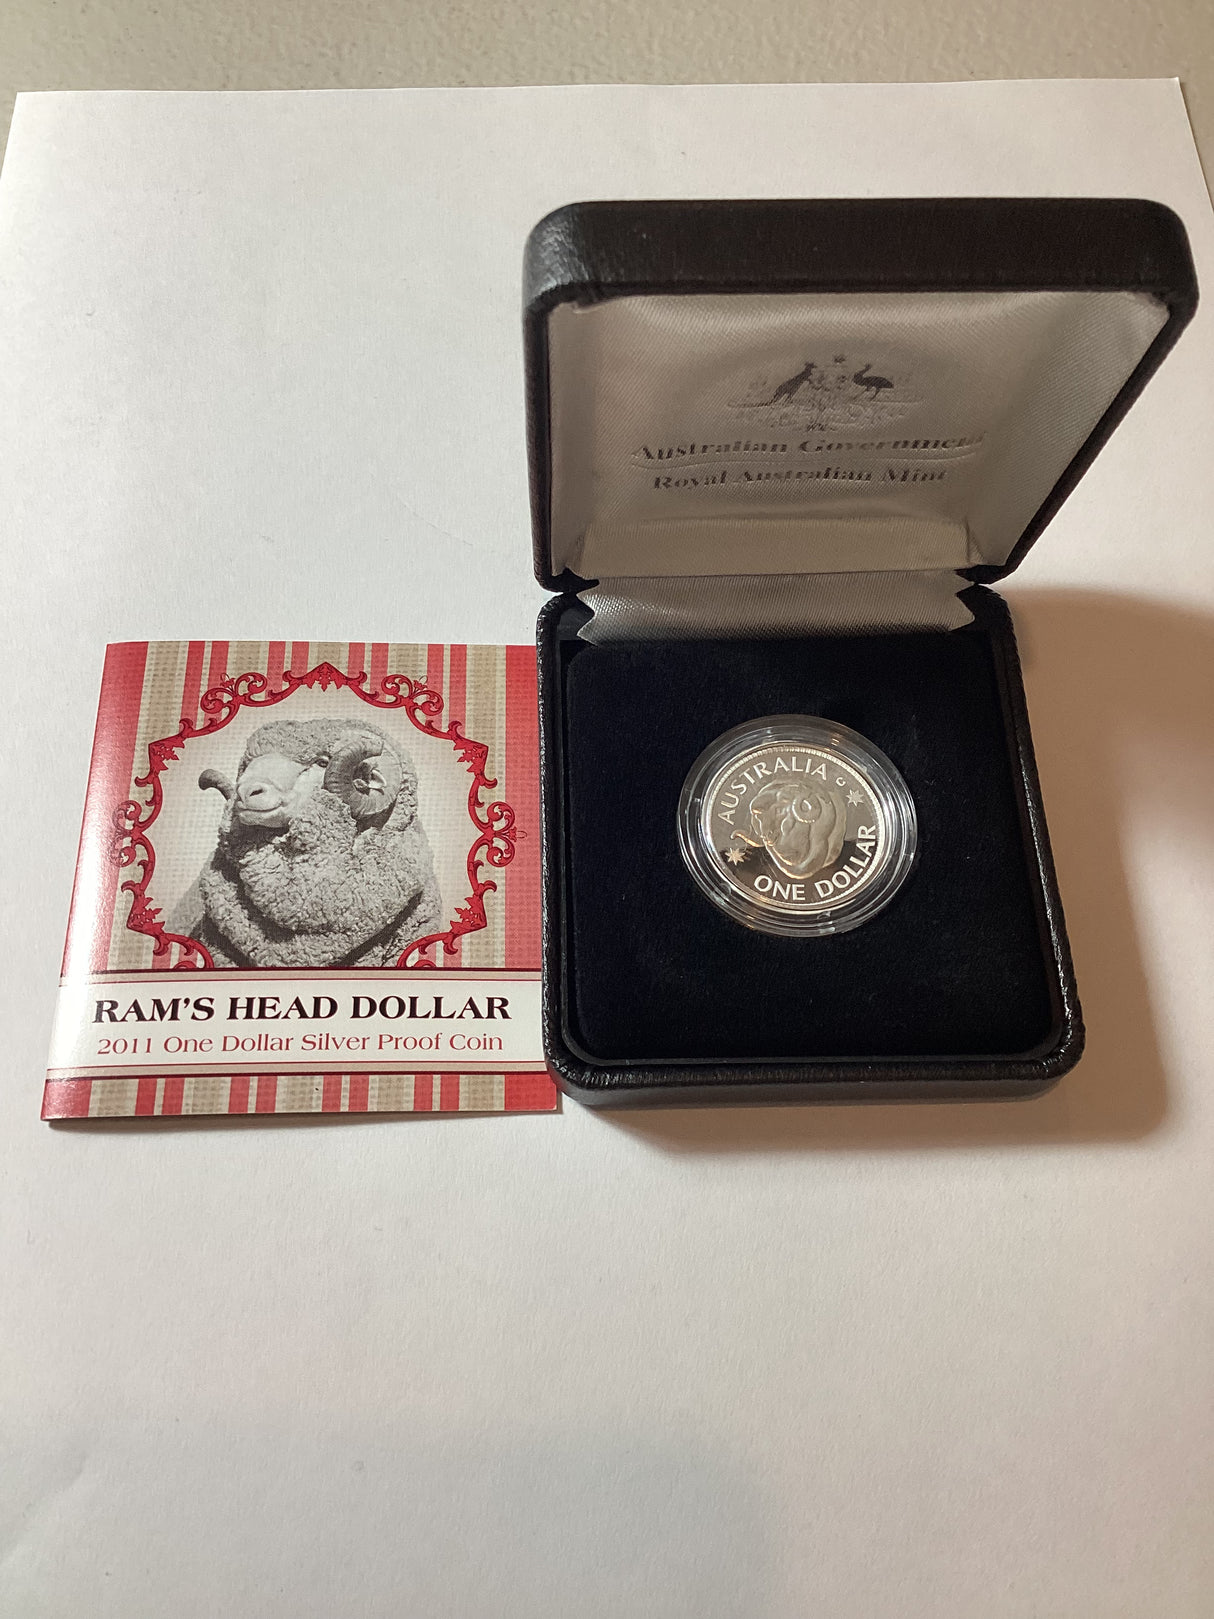 Australian Government
Royal Australian Mint
AUSTRALIA
C
ONE DOLLAR
RAM'S HEAD DOLLAR
2011 One Dollar Silver Proof Coin